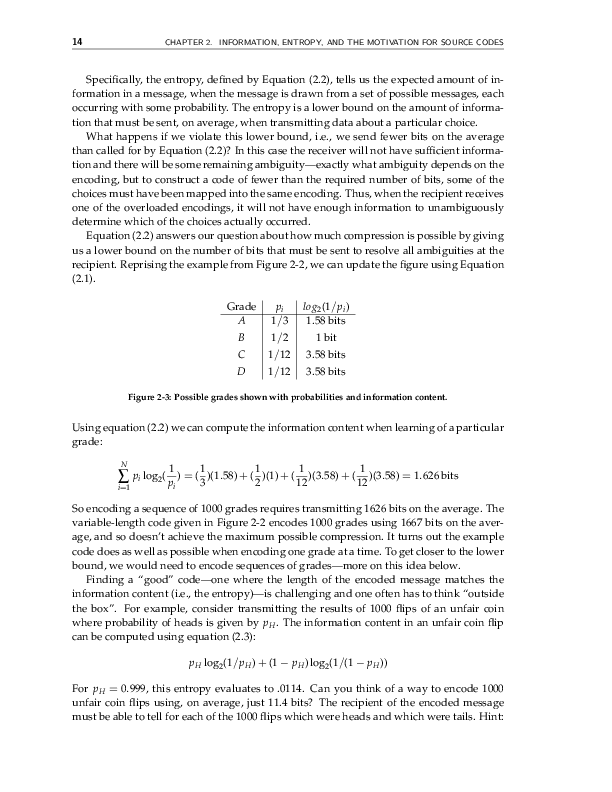 14 CHAPTER 2. INFORMATION, ENTROPY, AND THE MOTIVATION FOR SOURCE CODES
Specifically, the entropy, defined by Equation (2.2), tells us the expected amount of in-
formation in a message, when the message is drawn from a set of possible messages, each
occurring with some probability. The entropy is a lower bound on the amount of informa-
tion that must be sent, on average, when transmitting data about a particular choice.
What happens if we violate this lower bound, i.e., we send fewer bits on the average
than called for by Equation (2.2)? In this case the receiver will not have sufficient informa-
tion and there will be some remaining ambiguity—exactly what ambiguity depends on the
encoding, but to construct a code of fewer than the required number of bits, some of the
choices must have been mapped into the same encoding. Thus, when the recipient receives
one of the overloaded encodings, it will not have enough information to unambiguously
determine which of the choices actually occurred.
Equation (2.2) answers our question about how much compression is possible by giving
us a lower bound on the number of bits that must be sent to resolve all ambiguities at the
recipient. Reprising the example from Figure 2-2, we can update the figure using Equation
(2.1).
Grade p_i log_2(1/p_i)
A 1/3 1.58 bits
B 1/2 1 bit
C 1/12 3.58 bits
D 1/12 3.58 bits
Figure 2-3: Possible grades shown with probabilities and information content.
Using equation (2.2) we can compute the information content when learning of a particular
grade:
∑_{i=1}^{N} p_i log_2(1/p_i) = (1/3)(1.58) + (1/2)(1) + (1/12)(3.58) + (1/12)(3.58) = 1.626 bits
So encoding a sequence of 1000 grades requires transmitting 1626 bits on the average. The
variable-length code given in Figure 2-2 encodes 1000 grades using 1667 bits on the aver-
age, and so doesn't achieve the maximum possible compression. It turns out the example
code does as well as possible when encoding one grade at a time. To get closer to the lower
bound, we would need to encode sequences of grades—more on this idea below.
Finding a "good" code—one where the length of the encoded message matches the
information content (i.e., the entropy)—is challenging and one often has to think "outside
the box". For example, consider transmitting the results of 1000 flips of an unfair coin
where probability of heads is given by p_H. The information content in an unfair coin flip
can be computed using equation (2.3):
p_H log_2(1/p_H) + (1 − p_H) log_2(1/(1 − p_H))
For p_H = 0.999, this entropy evaluates to .0114. Can you think of a way to encode 1000
unfair coin flips using, on average, just 11.4 bits? The recipient of the encoded message
must be able to tell for each of the 1000 flips which were heads and which were tails. Hint: